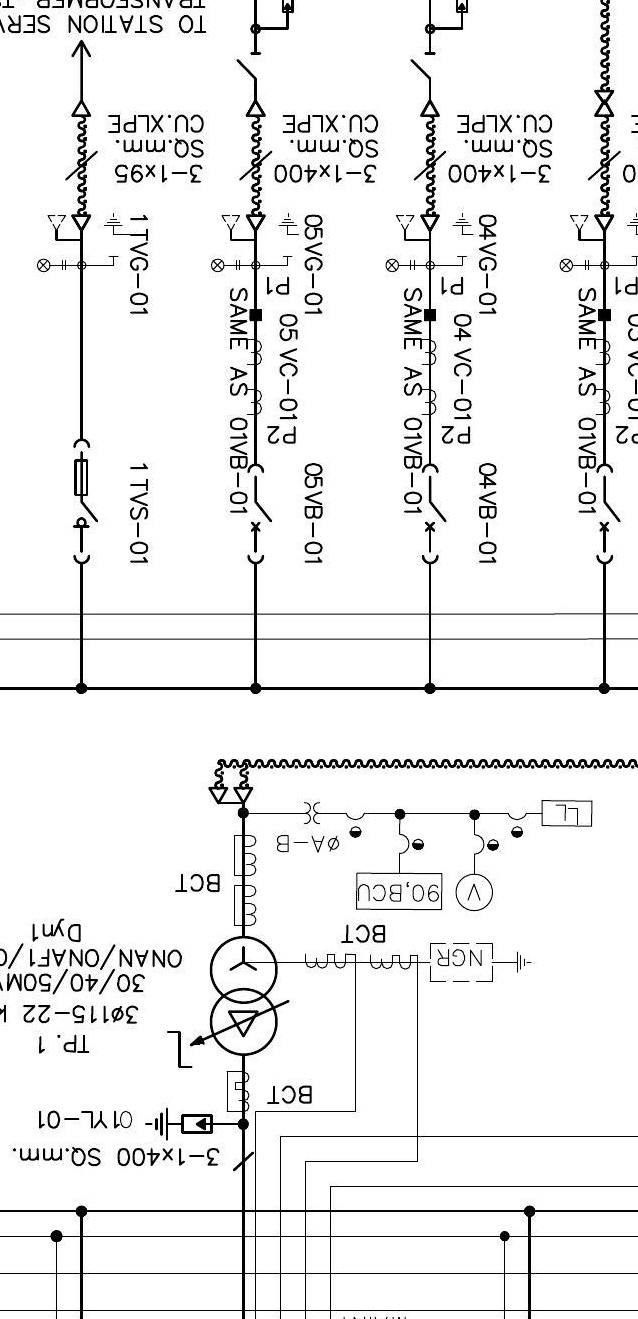 3-1x400 SQ.mm.
01YL-01
BCT
TP. 1
3ø115-22
30/40/50MV
ONAN/ONAF1/
Dyn1
NGR
BCT
BCT
V
90,BCU
LL
øA-B
04VB-01
SAME AS 01VB-01
P2
04 VC-01
P1
04VG-01
3-1x400
SQ.mm.
CU.XLPE
05VB-01
SAME AS 01VB-01
P2
05 VC-01
P1
05VG-01
3-1x400
SQ.mm.
CU.XLPE
1TVS-01
1TVG-01
3-1x95
SQ.mm.
CU.XLPE
SAME AS 01VB-01
P2
P1
TO STATION SERV
TRANSFORMER